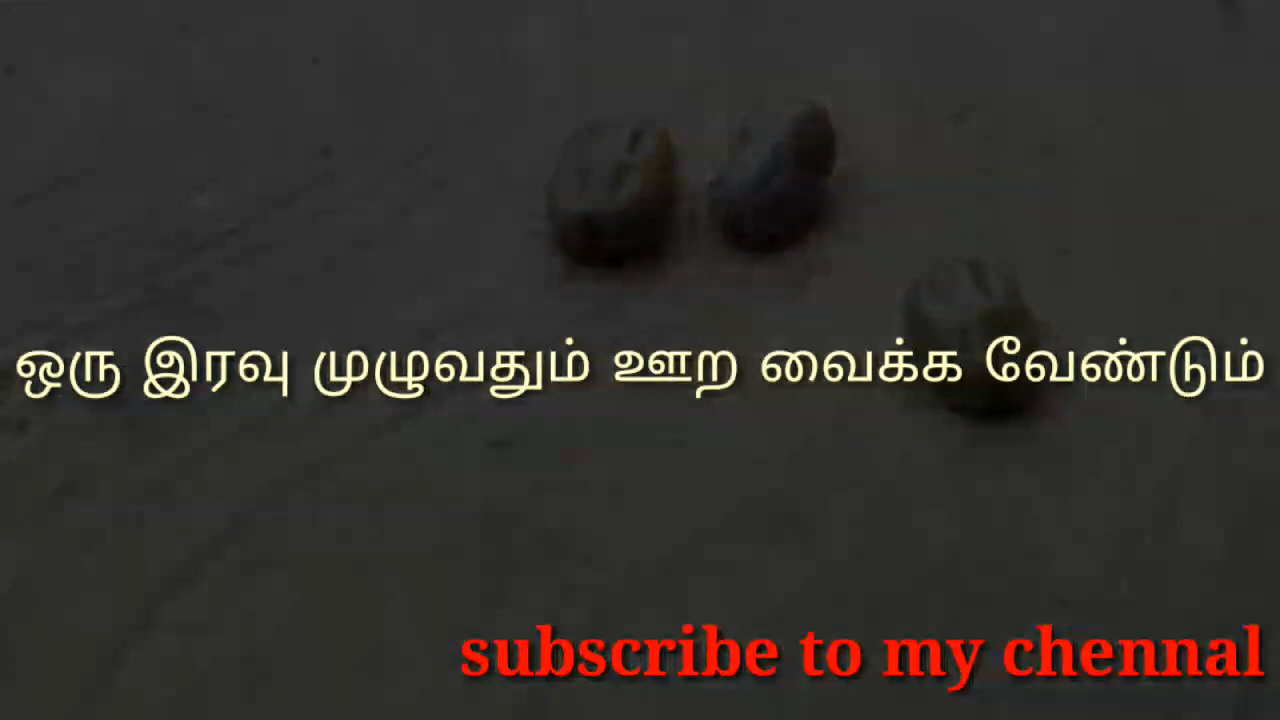 ஒரு இரவு முழுவதும் ஊற வைக்க வேண்டும்
subscribe to my chennal